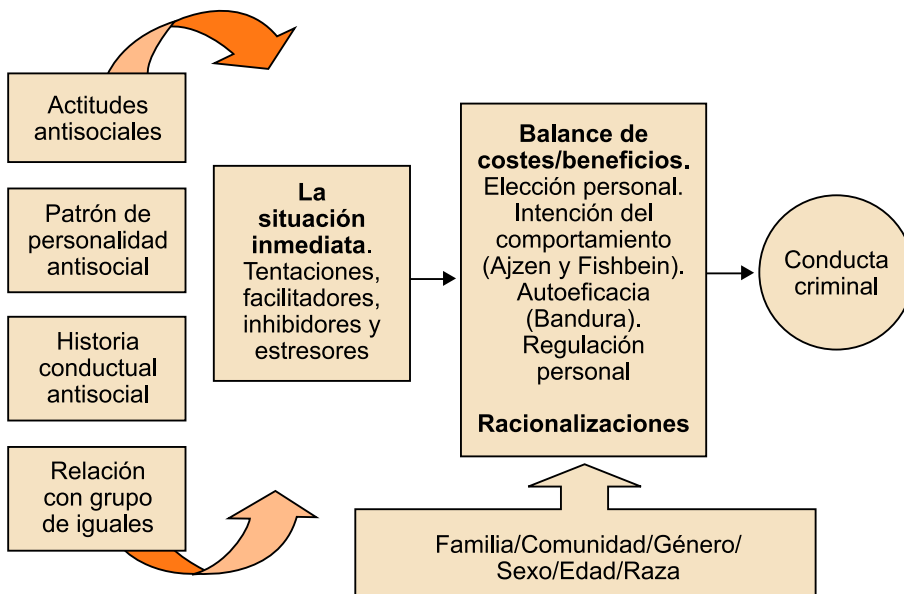 Actitudes
antisociales
Patrón de
personalidad
antisocial
Historia
conductual
antisocial
Relación
con grupo
de iguales
La
situación
inmediata.
Tentaciones,
facilitadores,
inhibidores y
estresores
Balance de
costes/beneficios.
Elección personal.
Intención del
comportamiento
(Ajzen y Fishbein).
Autoeficacia
(Bandura).
Regulación
personal
Racionalizaciones
Conducta
criminal
Familia/Comunidad/Género/
Sexo/Edad/Raza